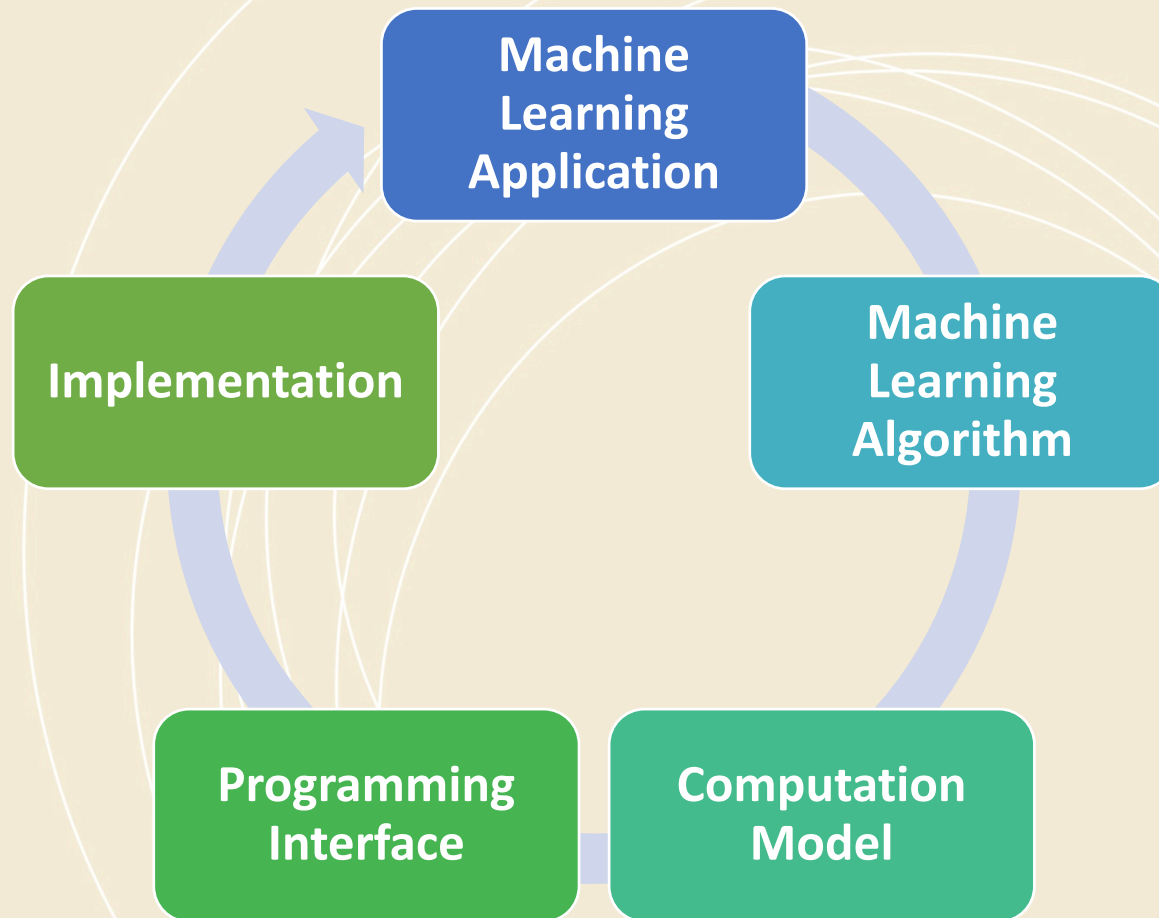 Machine
Learning
Application
Machine
Learning
Algorithm
Computation
Model
Programming
Interface
Implementation